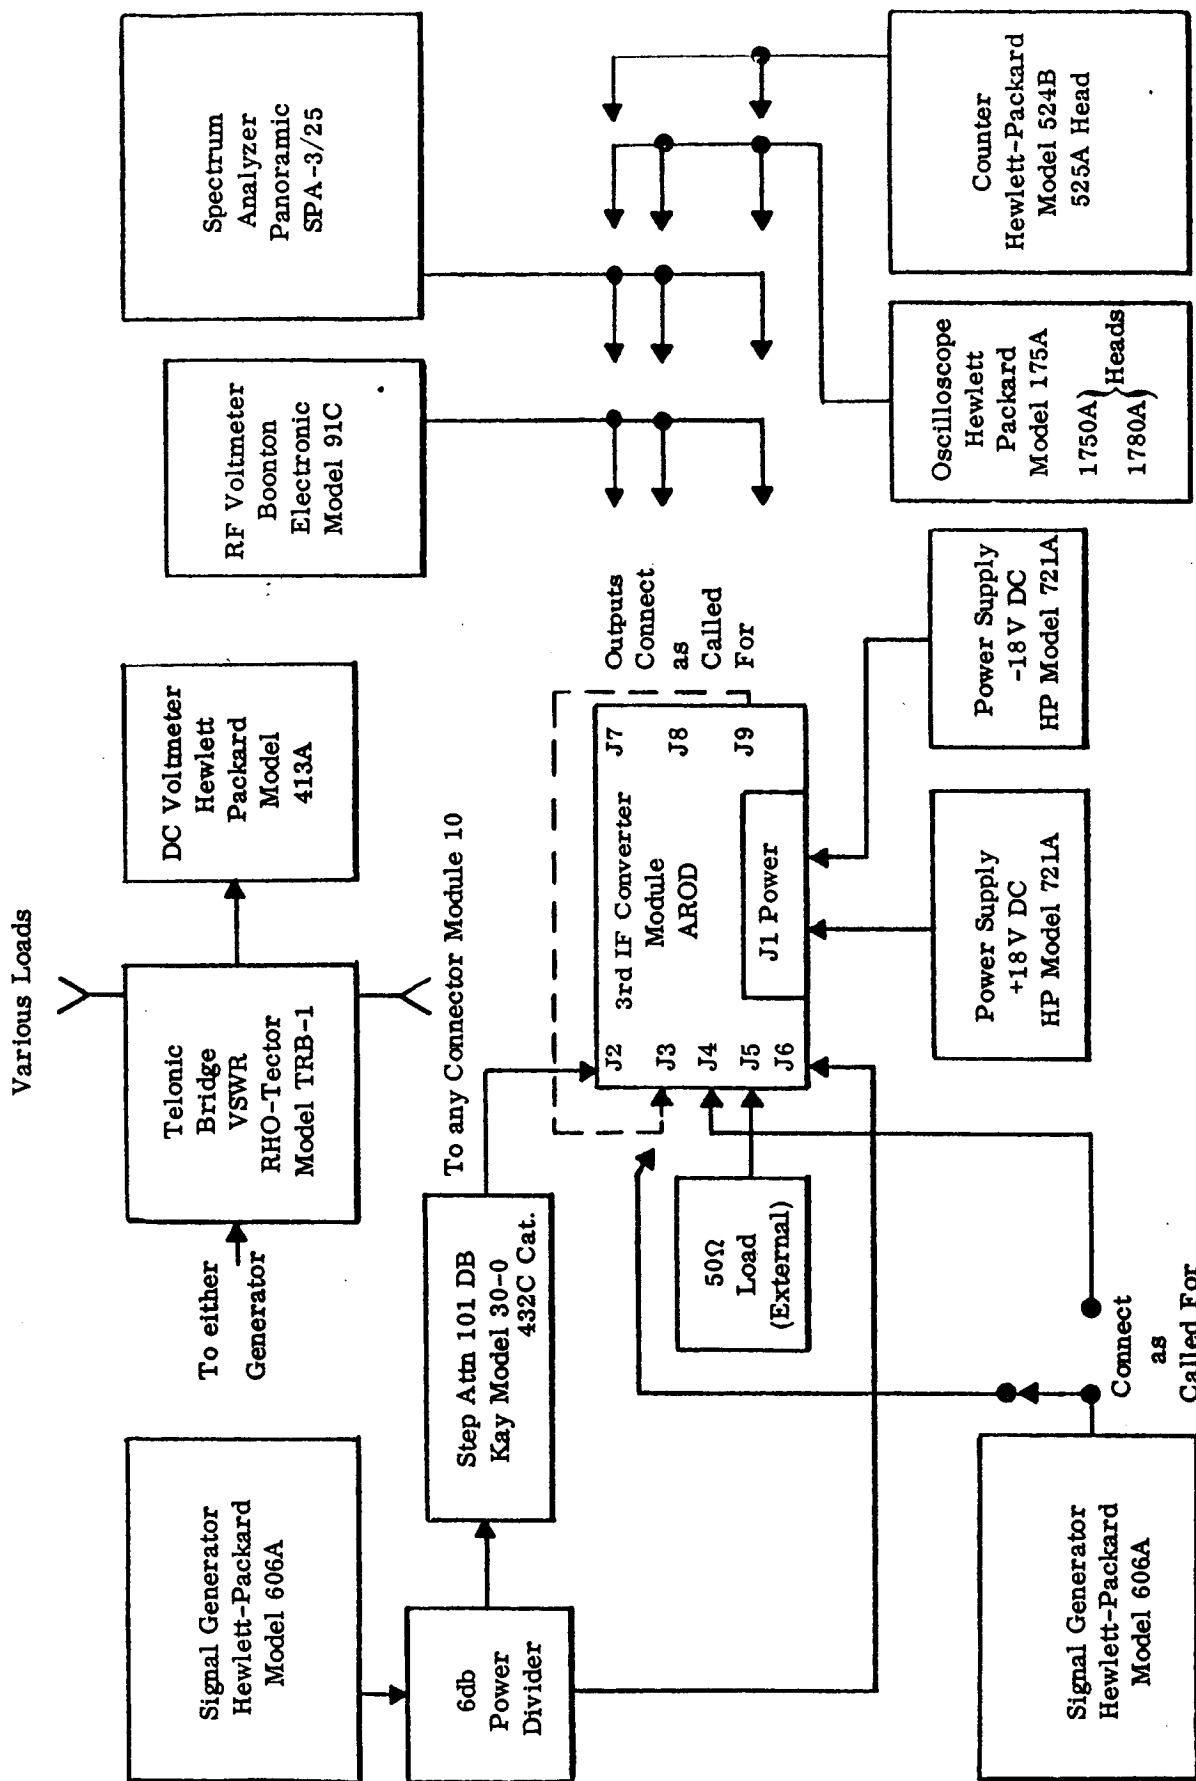 Various Loads
Signal Generator
Hewlett-Packard
Model 606A
To either
Generator
Telonic
Bridge
VSWR
RHO-Tector
Model TRB-1
DC Voltmeter
Hewlett
Packard
Model
413A
RF Voltmeter
Boonton
Electronic
Model 91C
Spectrum
Analyzer
Panoramic
SPA-3/25
To any Connector Module 10
6db
Power
Divider
Step Attn 101 DB
Kay Model 30-0
432C Cat.
J2
J3
J4
J5
J6
3rd IF Converter
Module
AROD
J1 Power
J7
J8
J9
Outputs
Connect
as
Called
For
50Ω
Load
(External)
Signal Generator
Hewlett-Packard
Model 606A
Connect
as
Called For
Power Supply
+18V DC
HP Model 721A
Power Supply
-18V DC
HP Model 721A
Oscilloscope
Hewlett
Packard
Model 175A
1750A
1780A
Heads
Counter
Hewlett-Packard
Model 524B
525A Head